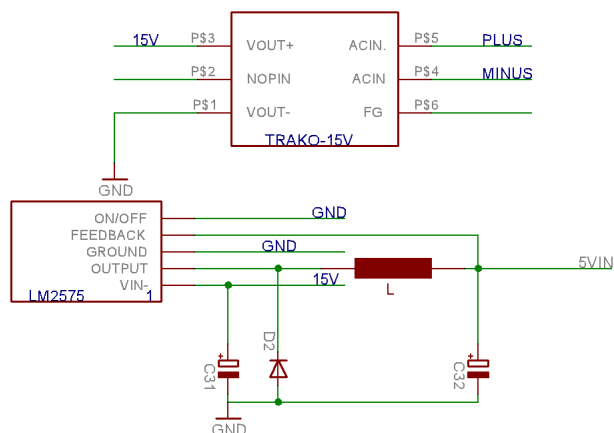 15V P$3 VOUT+ ACIN. P$5 PLUS
P$2 NOPIN ACIN P$4 MINUS
P$1 VOUT- FG P$6
TRAKO-15V
GND
ON/OFF GND
FEEDBACK
GROUND GND
OUTPUT 5VIN
VIN- 15V
LM2575 1 L
D2
+ C31 + C32
GND